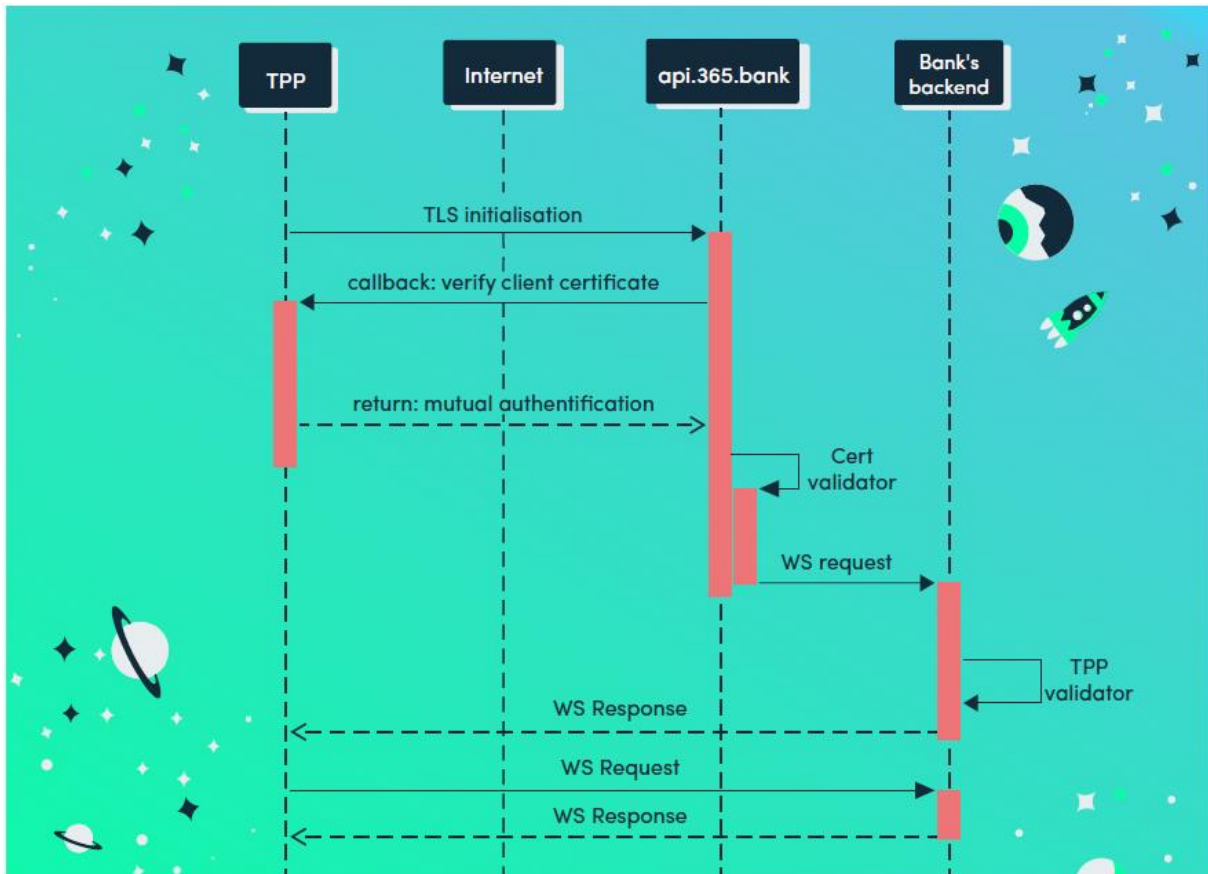 TPP
Internet
api.365.bank
Bank's
backend
TLS initialisation
callback: verify client certificate
return: mutual authentification
Cert
validator
WS request
TPP
validator
WS Response
WS Request
WS Response